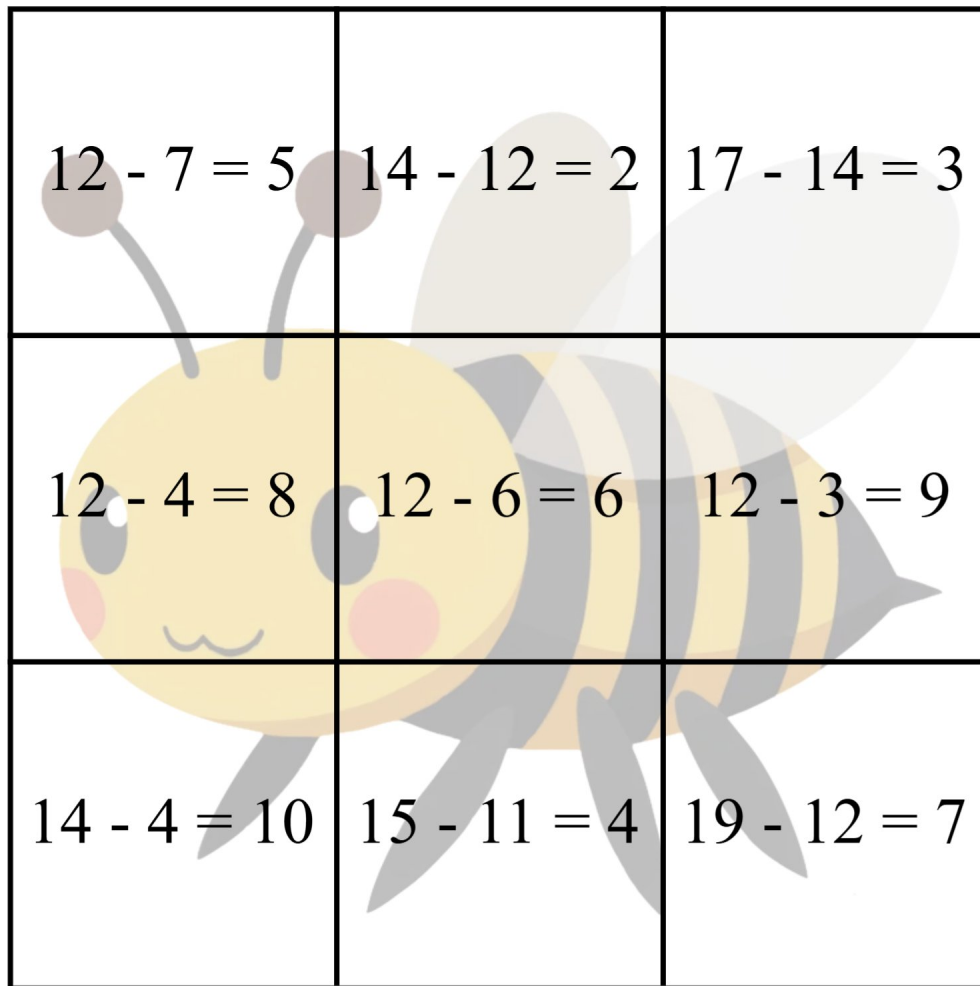 12 - 7 = 5
14 - 12 = 2
17 - 14 = 3
12 - 4 = 8
12 - 6 = 6
12 - 3 = 9
14 - 4 = 10
15 - 11 = 4
19 - 12 = 7